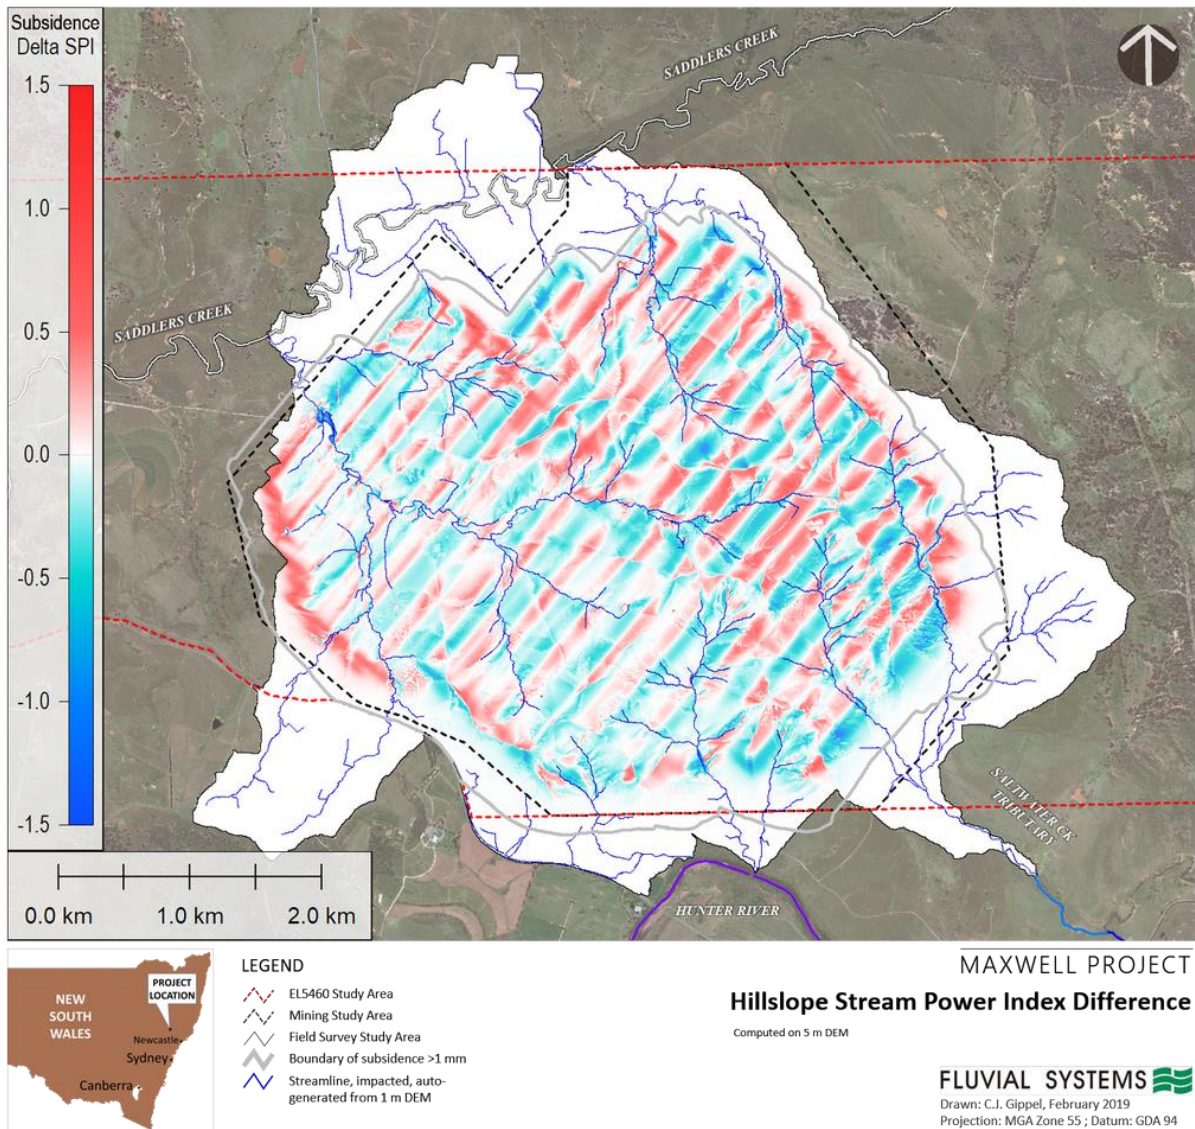 Subsidence
Delta SPI
1.5
1.0
0.5
0.0
-0.5
-1.0
-1.5
SADDLERS CREEK
SADDLERS CREEK
SALTWATER CK
TRIBUTARY
HUNTER RIVER
0.0 km
1.0 km
2.0 km
NEW
SOUTH
WALES
PROJECT
LOCATION
Newcastle
Sydney
Canberra
LEGEND
EL5460 Study Area
Mining Study Area
Field Survey Study Area
Boundary of subsidence >1 mm
Streamline, impacted, auto-
generated from 1 m DEM
MAXWELL PROJECT
Hillslope Stream Power Index Difference
Computed on 5 m DEM
FLUVIAL SYSTEMS
Drawn: C.J. Gippel, February 2019
Projection: MGA Zone 55 ; Datum: GDA 94